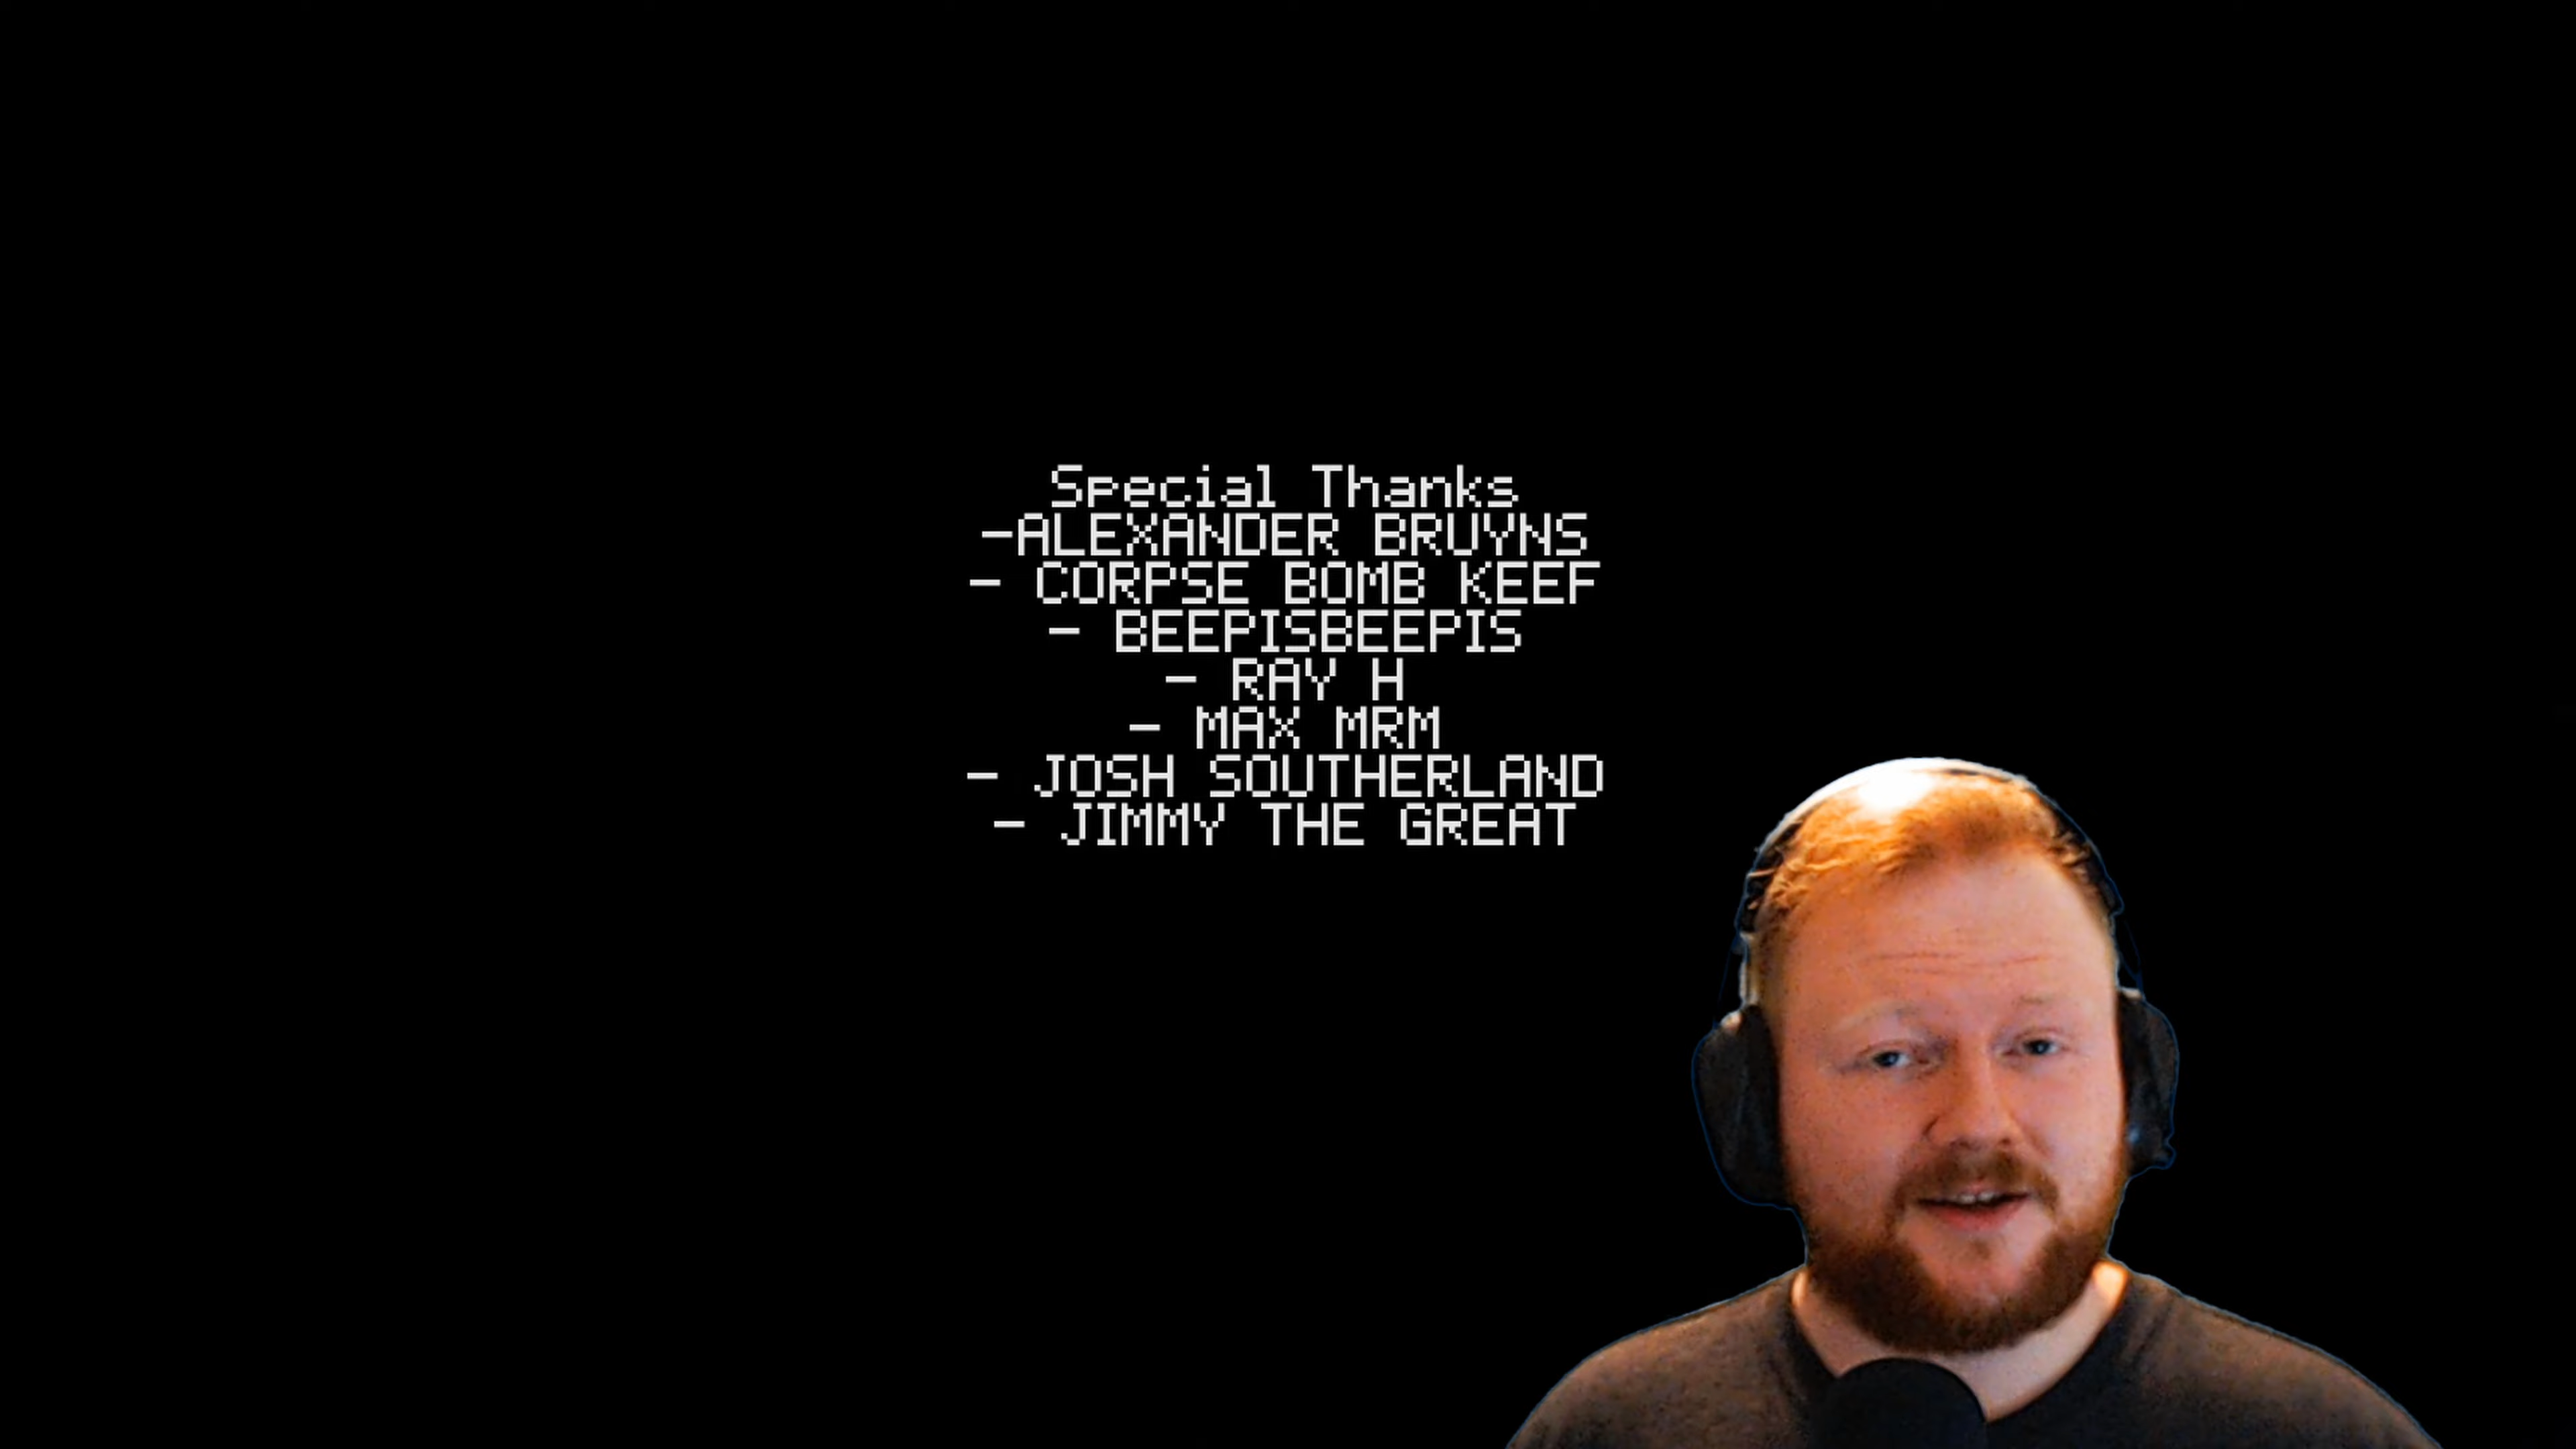 Special Thanks
-ALEXANDER BRUYNS
- CORPSE BOMB KEEF
- BEEPISBEEPIS
- RAY H
- MAX MRM
- JOSH SOUTHERLAND
- JIMMY THE GREAT